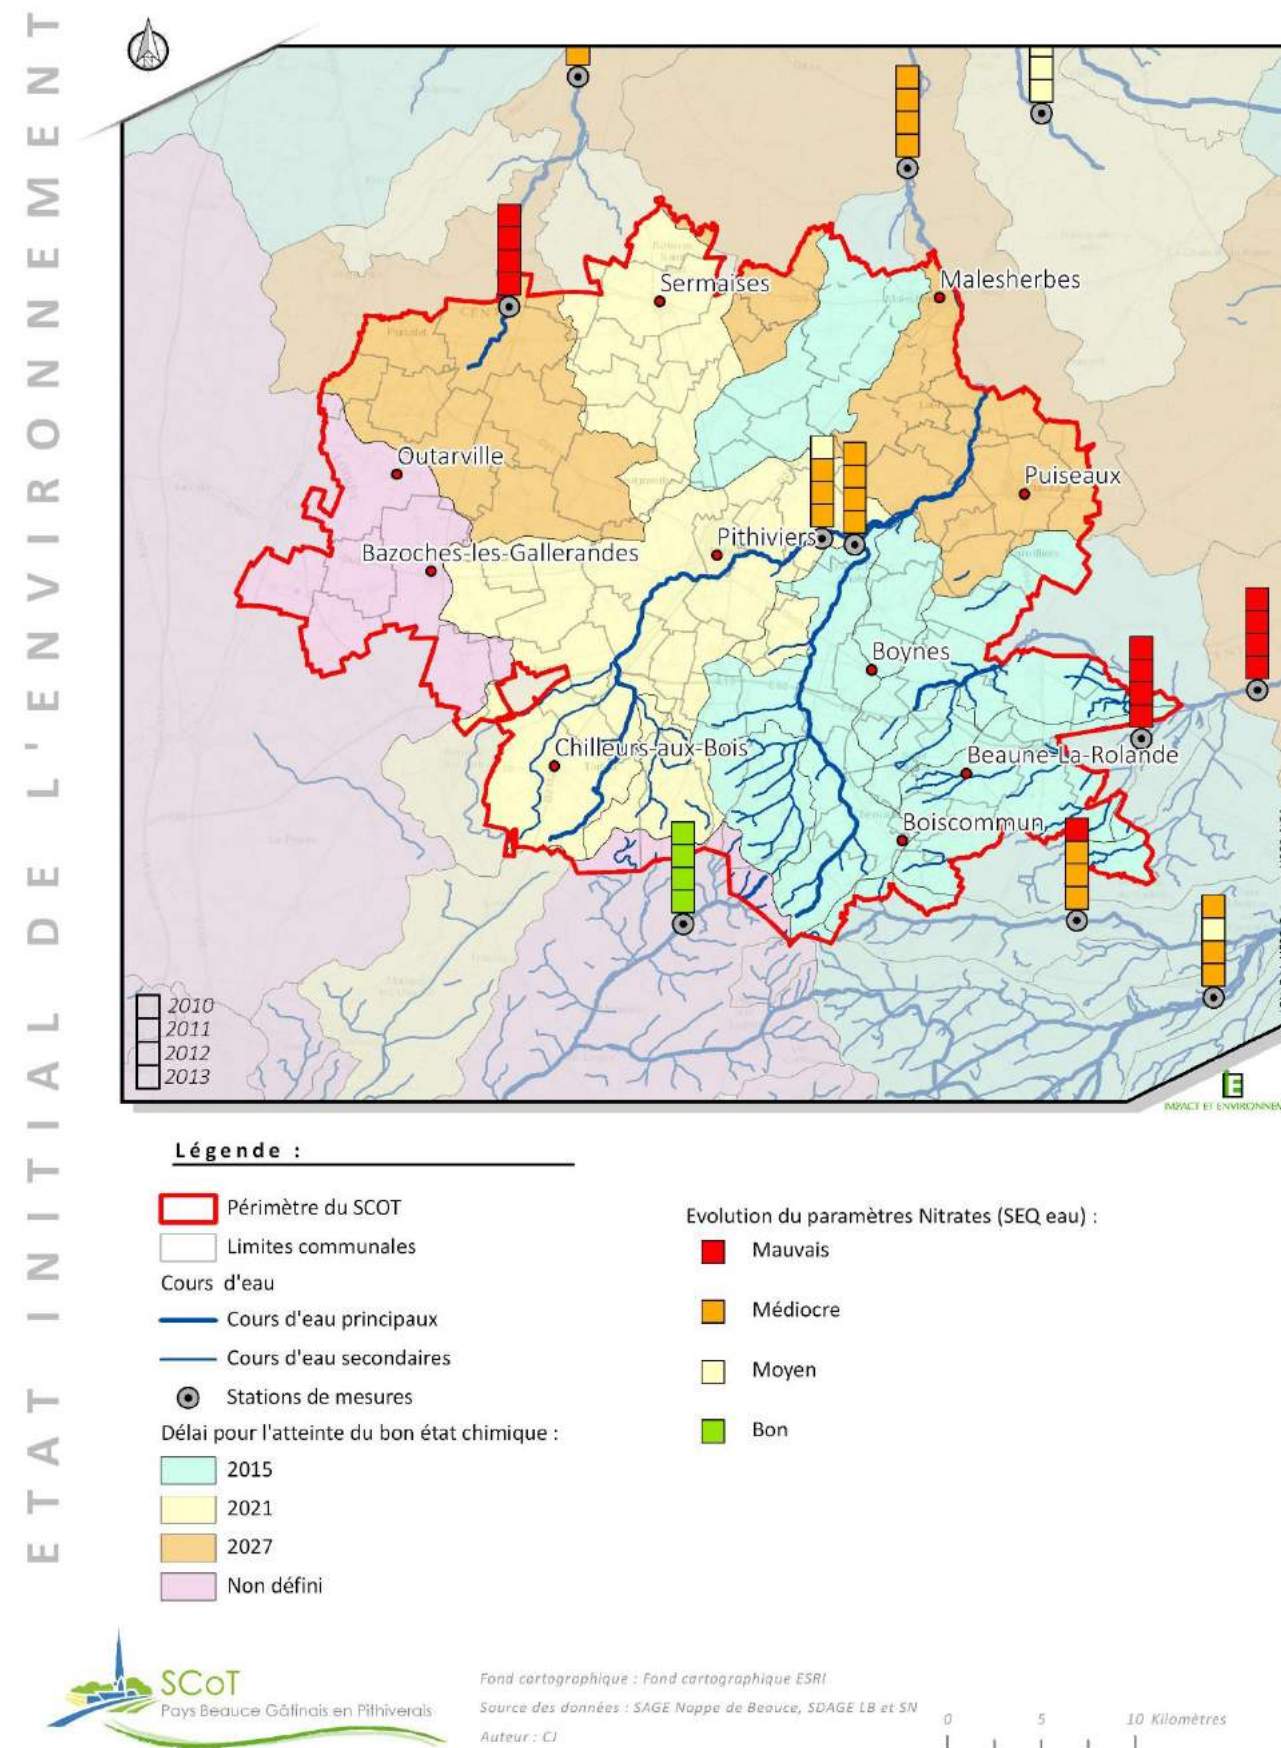 ETAT INITIAL DE L'ENVIRONNEMENT
Sermaises
Malesherbes
Outarville
Puiseaux
Pithiviers
Bazoches-les-Gallerandes
Boynes
Chilleurs-aux-Bois
Beaune-La-Rolande
Boiscommun
2010
2011
2012
2013
IE
IMPACT ET ENVIRONNEM
Légende :
Périmètre du SCOT
Limites communales
Cours d'eau
Cours d'eau principaux
Cours d'eau secondaires
Stations de mesures
Délai pour l'atteinte du bon état chimique :
2015
2021
2027
Non défini
Evolution du paramètres Nitrates (SEQ eau) :
Mauvais
Médiocre
Moyen
Bon
SCoT
Pays Beauce Gâtinais en Pithiverais
Fond cartographique : Fond cartographique ESRI
Source des données : SAGE Nappe de Beauce, SDAGE LB et SN
Auteur : CJ
0 5 10 Kilomètres